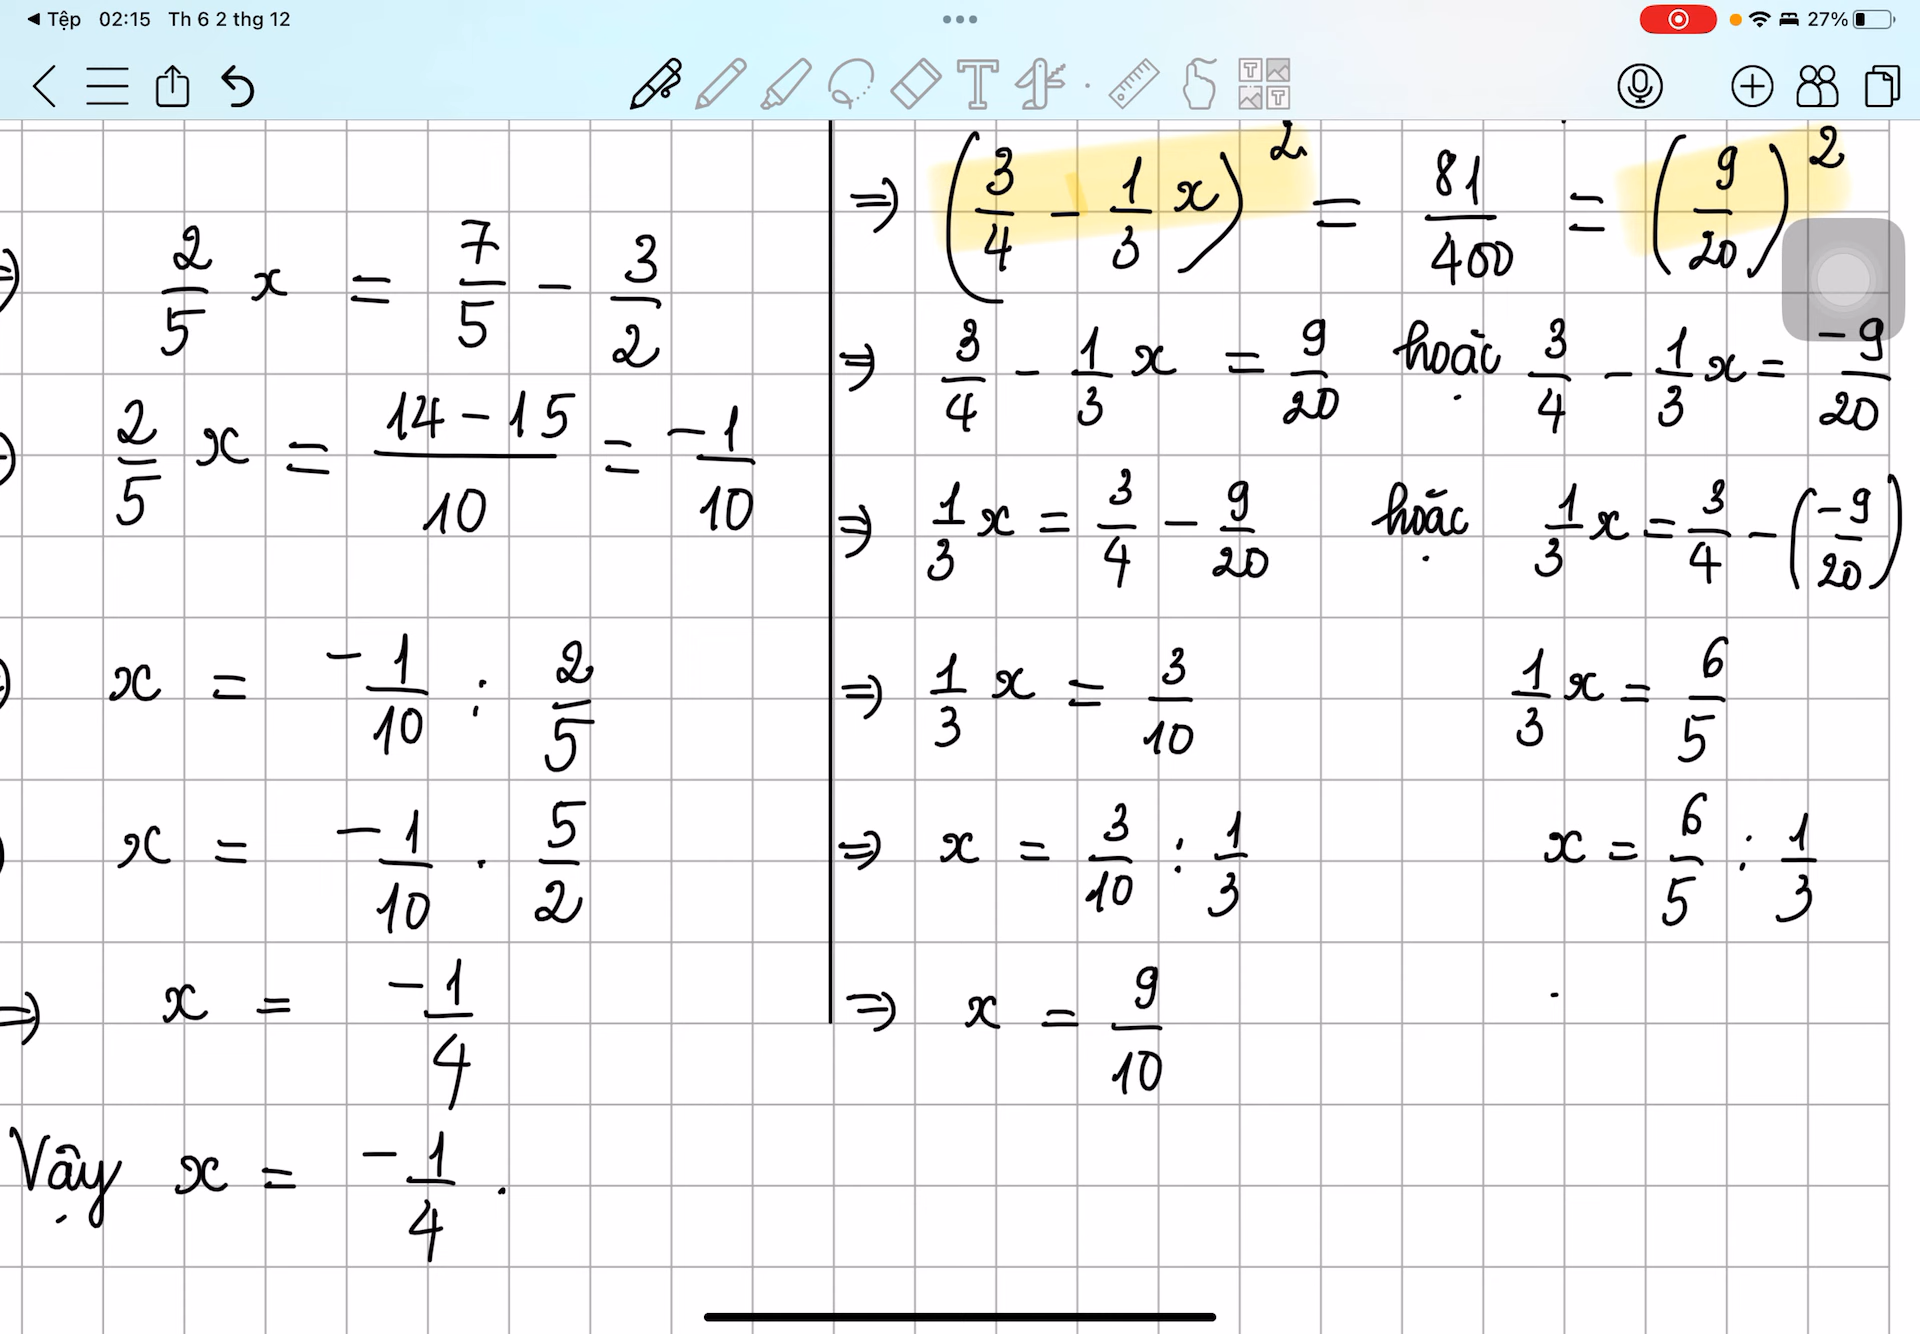 Tệp 02:15 Th 6 2 thg 12
27%
⇒ 2/5 x = 7/5 - 3/2
⇒ 2/5 x = (14 - 15)/10 = -1/10
⇒ x = -1/10 : 2/5
⇒ x = -1/10 . 5/2
⇒ x = -1/4
Vậy x = -1/4 .
⇒ (3/4 - 1/3 x)² = 81/400 = (9/20)²
⇒ 3/4 - 1/3 x = 9/20 hoặc 3/4 - 1/3 x = -9/20
⇒ 1/3 x = 3/4 - 9/20 hoặc 1/3 x = 3/4 - (-9/20)
⇒ 1/3 x = 3/10 1/3 x = 6/5
⇒ x = 3/10 : 1/3 x = 6/5 : 1/3
⇒ x = 9/10